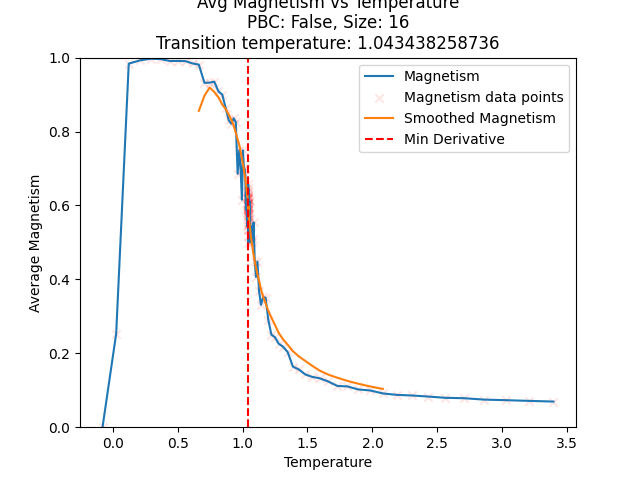 Avg Magnetism vs Temperature
PBC: False, Size: 16
Transition temperature: 1.043438258736
1.0
0.8
0.6
0.4
0.2
0.0
Average Magnetism
Magnetism
Magnetism data points
Smoothed Magnetism
Min Derivative
0.0 0.5 1.0 1.5 2.0 2.5 3.0 3.5
Temperature